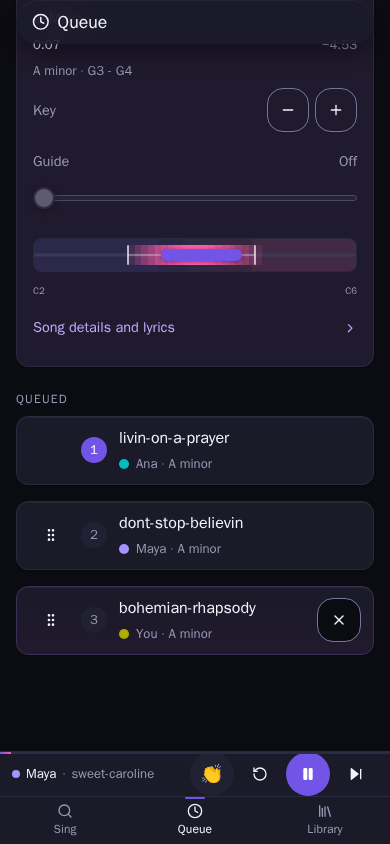 Queue
0:07 −4:53
A minor · G3 - G4
Key
Guide Off
C2 C6
Song details and lyrics
QUEUED
1 livin-on-a-prayer
Ana · A minor
2 dont-stop-believin
Maya · A minor
3 bohemian-rhapsody
You · A minor
Maya · sweet-caroline
Sing Queue Library